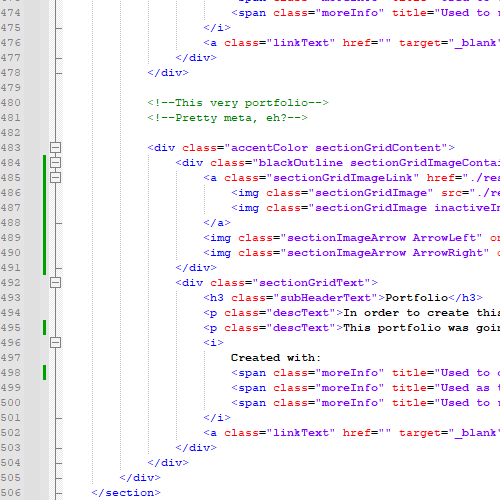 474 <span class="moreInfo" title="Used to
475 </i>
476 <a class="linkText" href="" target="_blank"
477 </div>
478 </div>
479
480 <!--This very portfolio-->
481 <!--Pretty meta, eh?-->
482
483 <div class="accentColor sectionGridContent">
484 <div class="blackOutline sectionGridImageContai
485 <a class="sectionGridImageLink" href="./res
486 <img class="sectionGridImage" src="./re
487 <img class="sectionGridImage inactiveIm
488 </a>
489 <img class="sectionImageArrow ArrowLeft" on
490 <img class="sectionImageArrow ArrowRight"
491 </div>
492 <div class="sectionGridText">
493 <h3 class="subHeaderText">Portfolio</h3>
494 <p class="descText">In order to create this
495 <p class="descText">This portfolio was goin
496 <i>
497 Created with:
498 <span class="moreInfo" title="Used to
499 <span class="moreInfo" title="Used as t
500 <span class="moreInfo" title="Used to
501 </i>
502 <a class="linkText" href="" target="_blank"
503 </div>
504 </div>
505 </div>
506 </section>